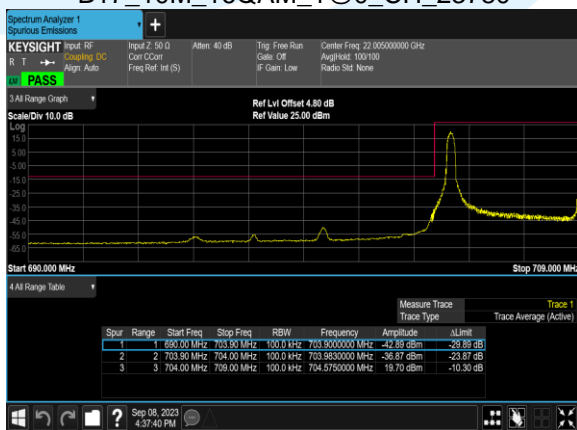 Spectrum Analyzer 1
Spurious Emissions
+
KEYSIGHT Input: RF Input Z: 50 Ω Atten: 40 dB Trig: Free Run Center Freq: 22.005000000 GHz
R T Coupling: DC Corr CCorr Gate: Off Avg|Hold: 100/100
Align: Auto Freq Ref: Int (S) IF Gain: Low Radio Std: None
PASS
3 All Range Graph
Ref Lvl Offset 4.80 dB
Scale/Div 10.0 dB Ref Value 25.00 dBm
Log
15.0
5.00
-5.00
-15.0
-25.0
-35.0
-45.0
-55.0
-65.0
Start 690.000 MHz Stop 709.000 MHz
4 All Range Table
Measure Trace Trace 1
Trace Type Trace Average (Active)
Spur Range Start Freq Stop Freq RBW Frequency Amplitude ΔLimit
1 1 690.00 MHz 703.90 MHz 100.0 kHz 703.9000000 MHz -42.89 dBm -29.89 dB
2 2 703.90 MHz 704.00 MHz 100.0 kHz 703.9830000 MHz -36.87 dBm -23.87 dB
3 3 704.00 MHz 709.00 MHz 100.0 kHz 704.5750000 MHz 19.70 dBm -10.30 dB
? Sep 08, 2023
4:37:40 PM